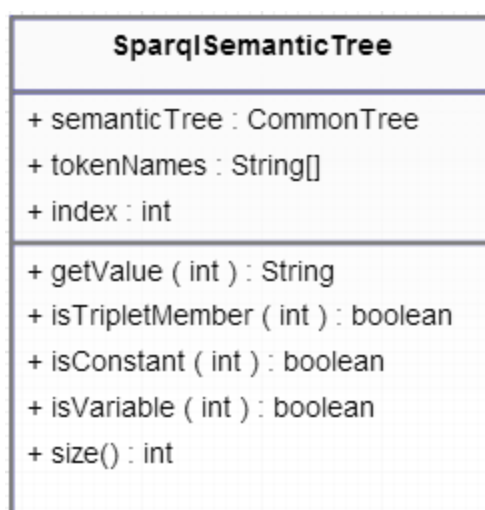 SparqlSemanticTree
+ semanticTree : CommonTree
+ tokenNames : String[]
+ index : int
+ getValue ( int ) : String
+ isTripletMember ( int ) : boolean
+ isConstant ( int ) : boolean
+ isVariable ( int ) : boolean
+ size() : int